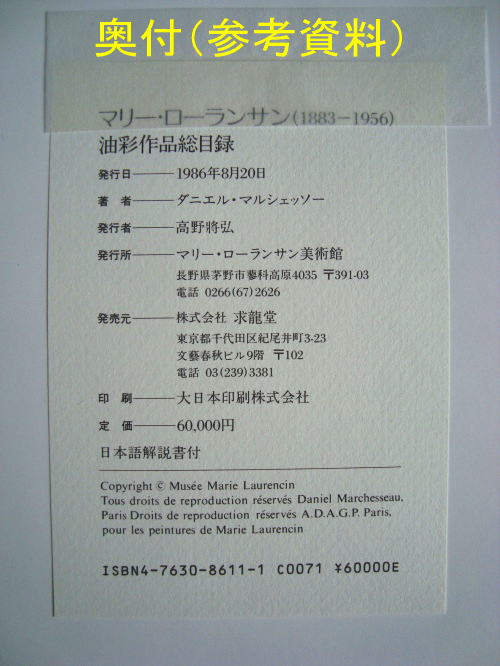 奥付(参考資料)
マリー・ローランサン(1883−1956)
油彩作品総目録
発行日──1986年8月20日
著　者──ダニエル・マルシェッソー
発行者──高野將弘
発行所──マリー・ローランサン美術館
長野県茅野市蓼科高原4035 〒391-03
電話 0266(67)2626
発売元──株式会社 求龍堂
東京都千代田区紀尾井町3-23
文藝春秋ビル9階 〒102
電話 03(239)3381
印　刷──大日本印刷株式会社
定　価──60,000円
日本語解説書付
Copyright © Musée Marie Laurencin
Tous droits de reproduction réservés Daniel Marchesseau,
Paris Droits de reproduction réservés A.D.A.G.P. Paris,
pour les peintures de Marie Laurencin
ISBN4-7630-8611-1 C0071 ¥60000E